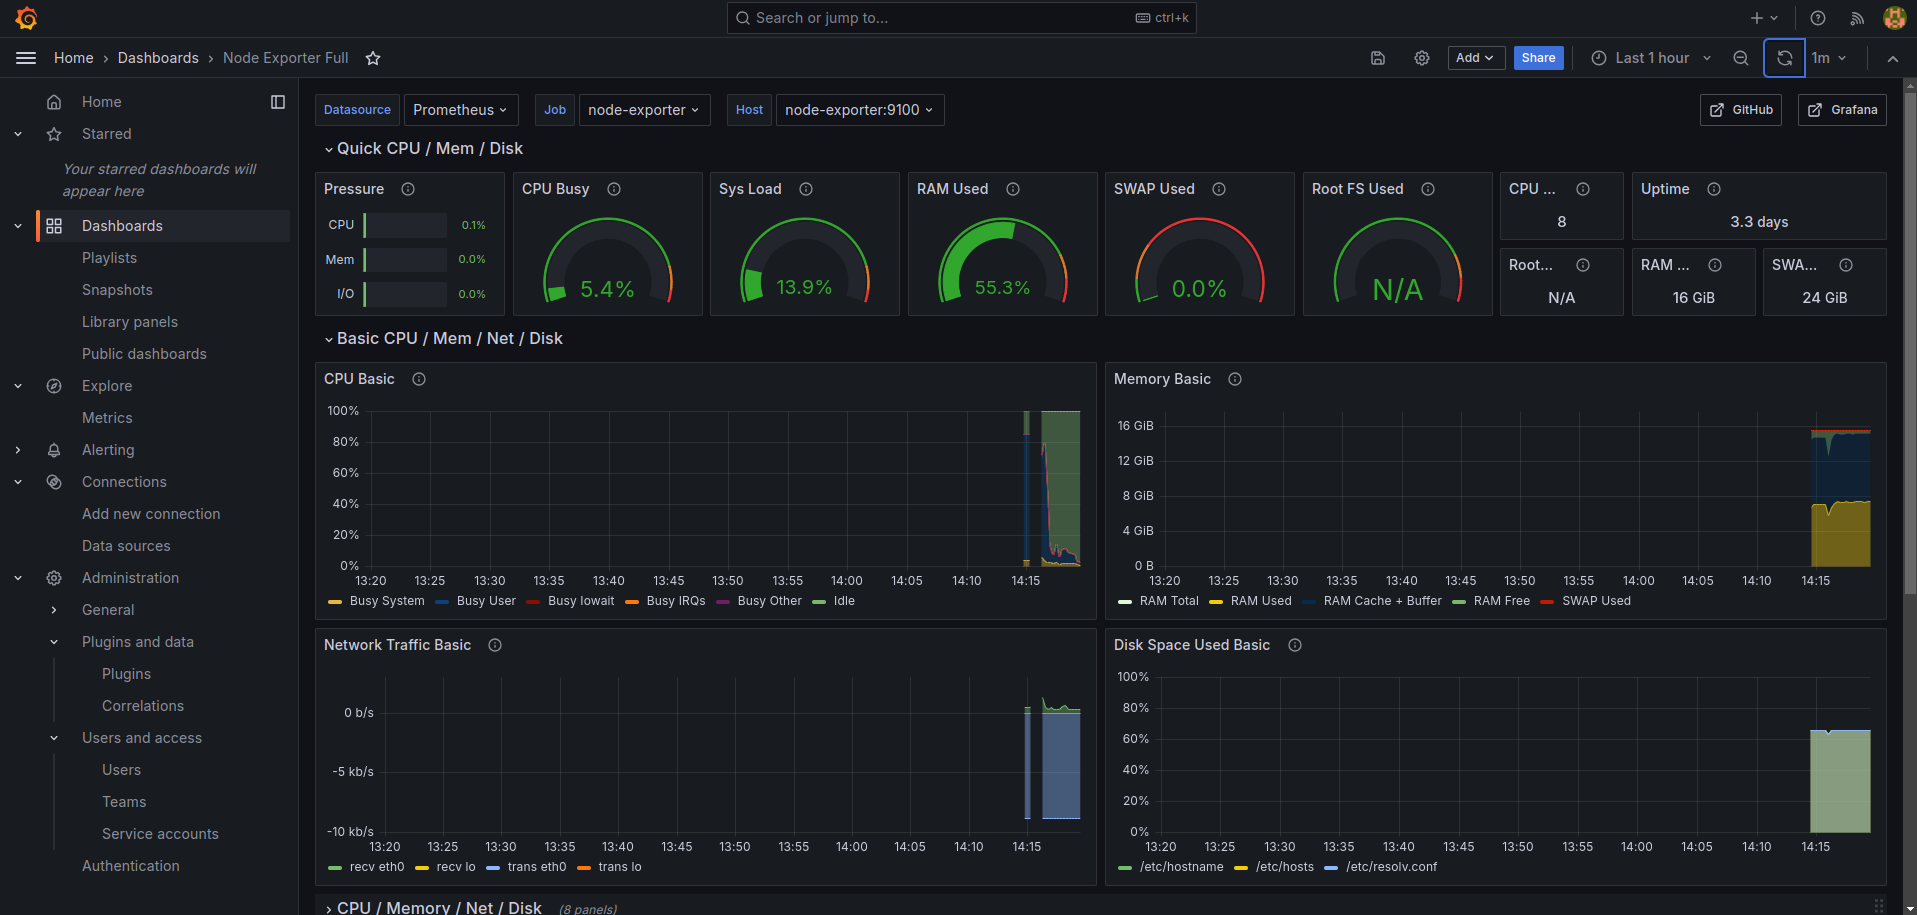 Search or jump to...
ctrl+k
Home › Dashboards › Node Exporter Full
Add
Share
Last 1 hour
1m
Home
Starred
Your starred dashboards will
appear here
Dashboards
Playlists
Snapshots
Library panels
Public dashboards
Explore
Metrics
Alerting
Connections
Add new connection
Data sources
Administration
General
Plugins and data
Plugins
Correlations
Users and access
Users
Teams
Service accounts
Authentication
Datasource Prometheus Job node-exporter Host node-exporter:9100
GitHub Grafana
Quick CPU / Mem / Disk
Pressure
CPU 0.1%
Mem 0.0%
I/O 0.0%
CPU Busy
5.4%
Sys Load
13.9%
RAM Used
55.3%
SWAP Used
0.0%
Root FS Used
N/A
CPU ...
8
Uptime
3.3 days
Root...
N/A
RAM ...
16 GiB
SWA...
24 GiB
Basic CPU / Mem / Net / Disk
CPU Basic
100%
80%
60%
40%
20%
0%
13:20 13:25 13:30 13:35 13:40 13:45 13:50 13:55 14:00 14:05 14:10 14:15
Busy System Busy User Busy Iowait Busy IRQs Busy Other Idle
Memory Basic
16 GiB
12 GiB
8 GiB
4 GiB
0 B
13:20 13:25 13:30 13:35 13:40 13:45 13:50 13:55 14:00 14:05 14:10 14:15
RAM Total RAM Used RAM Cache + Buffer RAM Free SWAP Used
Network Traffic Basic
0 b/s
-5 kb/s
-10 kb/s
13:20 13:25 13:30 13:35 13:40 13:45 13:50 13:55 14:00 14:05 14:10 14:15
recv eth0 recv lo trans eth0 trans lo
Disk Space Used Basic
100%
80%
60%
40%
20%
0%
13:20 13:25 13:30 13:35 13:40 13:45 13:50 13:55 14:00 14:05 14:10 14:15
/etc/hostname /etc/hosts /etc/resolv.conf
CPU / Memory / Net / Disk (8 panels)